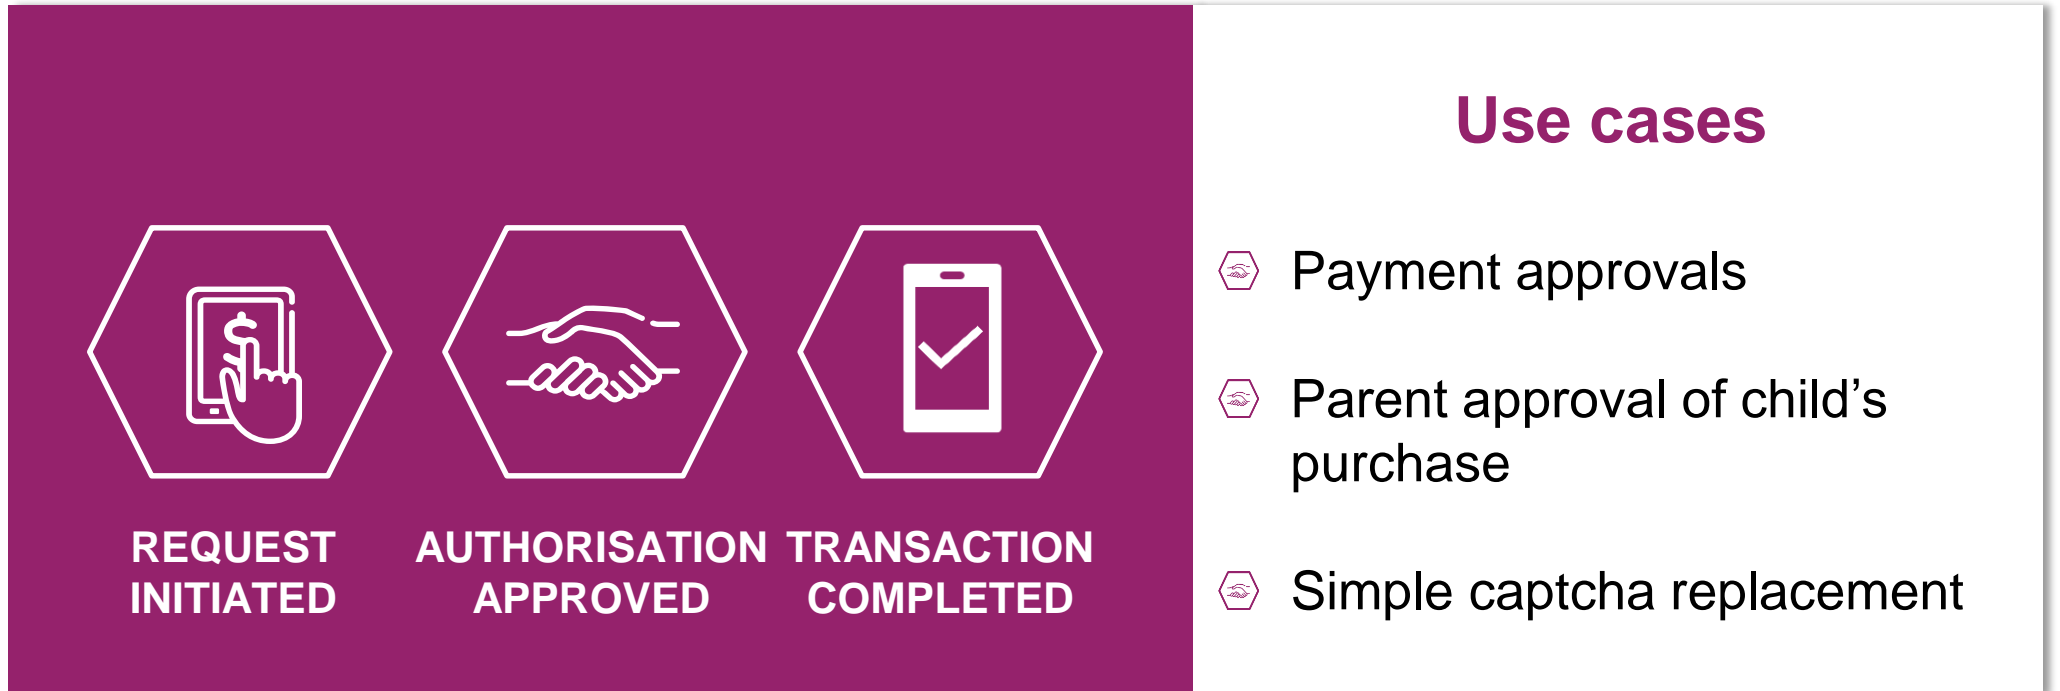 REQUEST
INITIATED
AUTHORISATION
APPROVED
TRANSACTION
COMPLETED
Use cases
Payment approvals
Parent approval of child’s
purchase
Simple captcha replacement